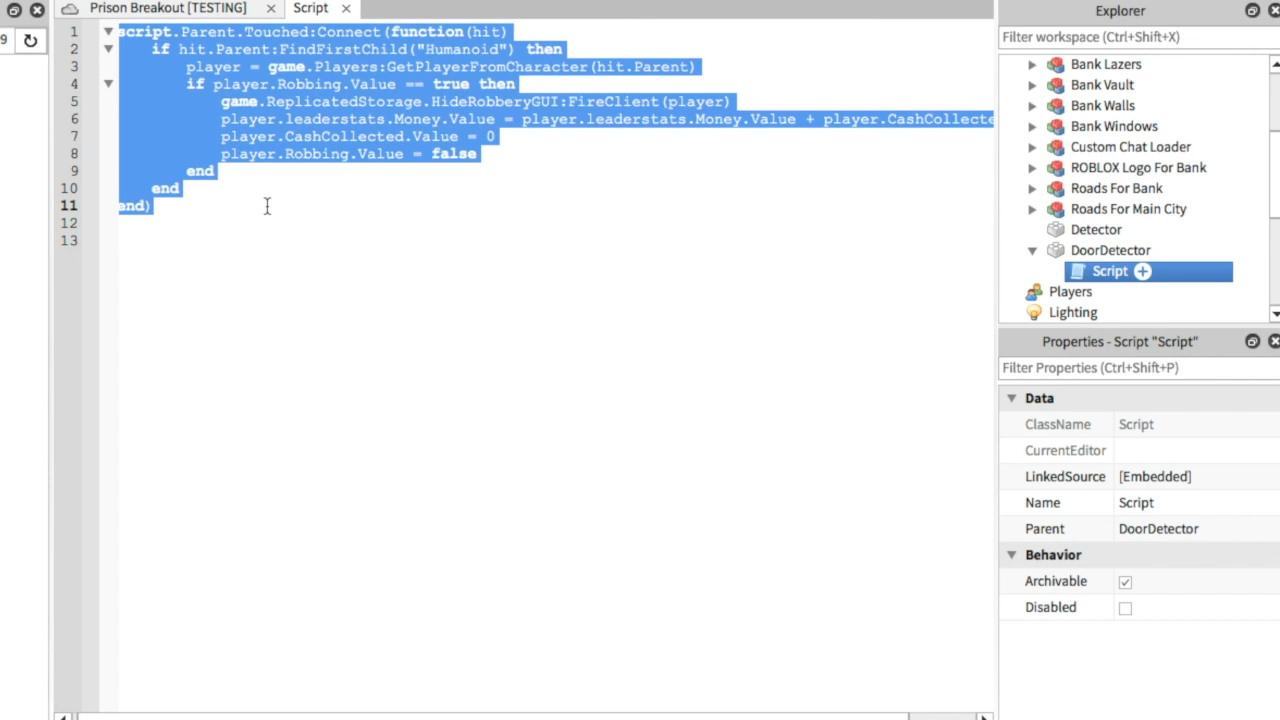 Prison Breakout [TESTING]
Script
9
1 script.Parent.Touched:Connect(function(hit)
2 if hit.Parent:FindFirstChild("Humanoid") then
3 player = game.Players:GetPlayerFromCharacter(hit.Parent)
4 if player.Robbing.Value == true then
5 game.ReplicatedStorage.HideRobberyGUI:FireClient(player)
6 player.leaderstats.Money.Value = player.leaderstats.Money.Value + player.CashCollecte
7 player.CashCollected.Value = 0
8 player.Robbing.Value = false
9 end
10 end
11 end)
12
13
Explorer
Filter workspace (Ctrl+Shift+X)
Bank Lazers
Bank Vault
Bank Walls
Bank Windows
Custom Chat Loader
ROBLOX Logo For Bank
Roads For Bank
Roads For Main City
Detector
DoorDetector
Script
Players
Lighting
Properties - Script "Script"
Filter Properties (Ctrl+Shift+P)
Data
ClassName Script
CurrentEditor
LinkedSource [Embedded]
Name Script
Parent DoorDetector
Behavior
Archivable
Disabled